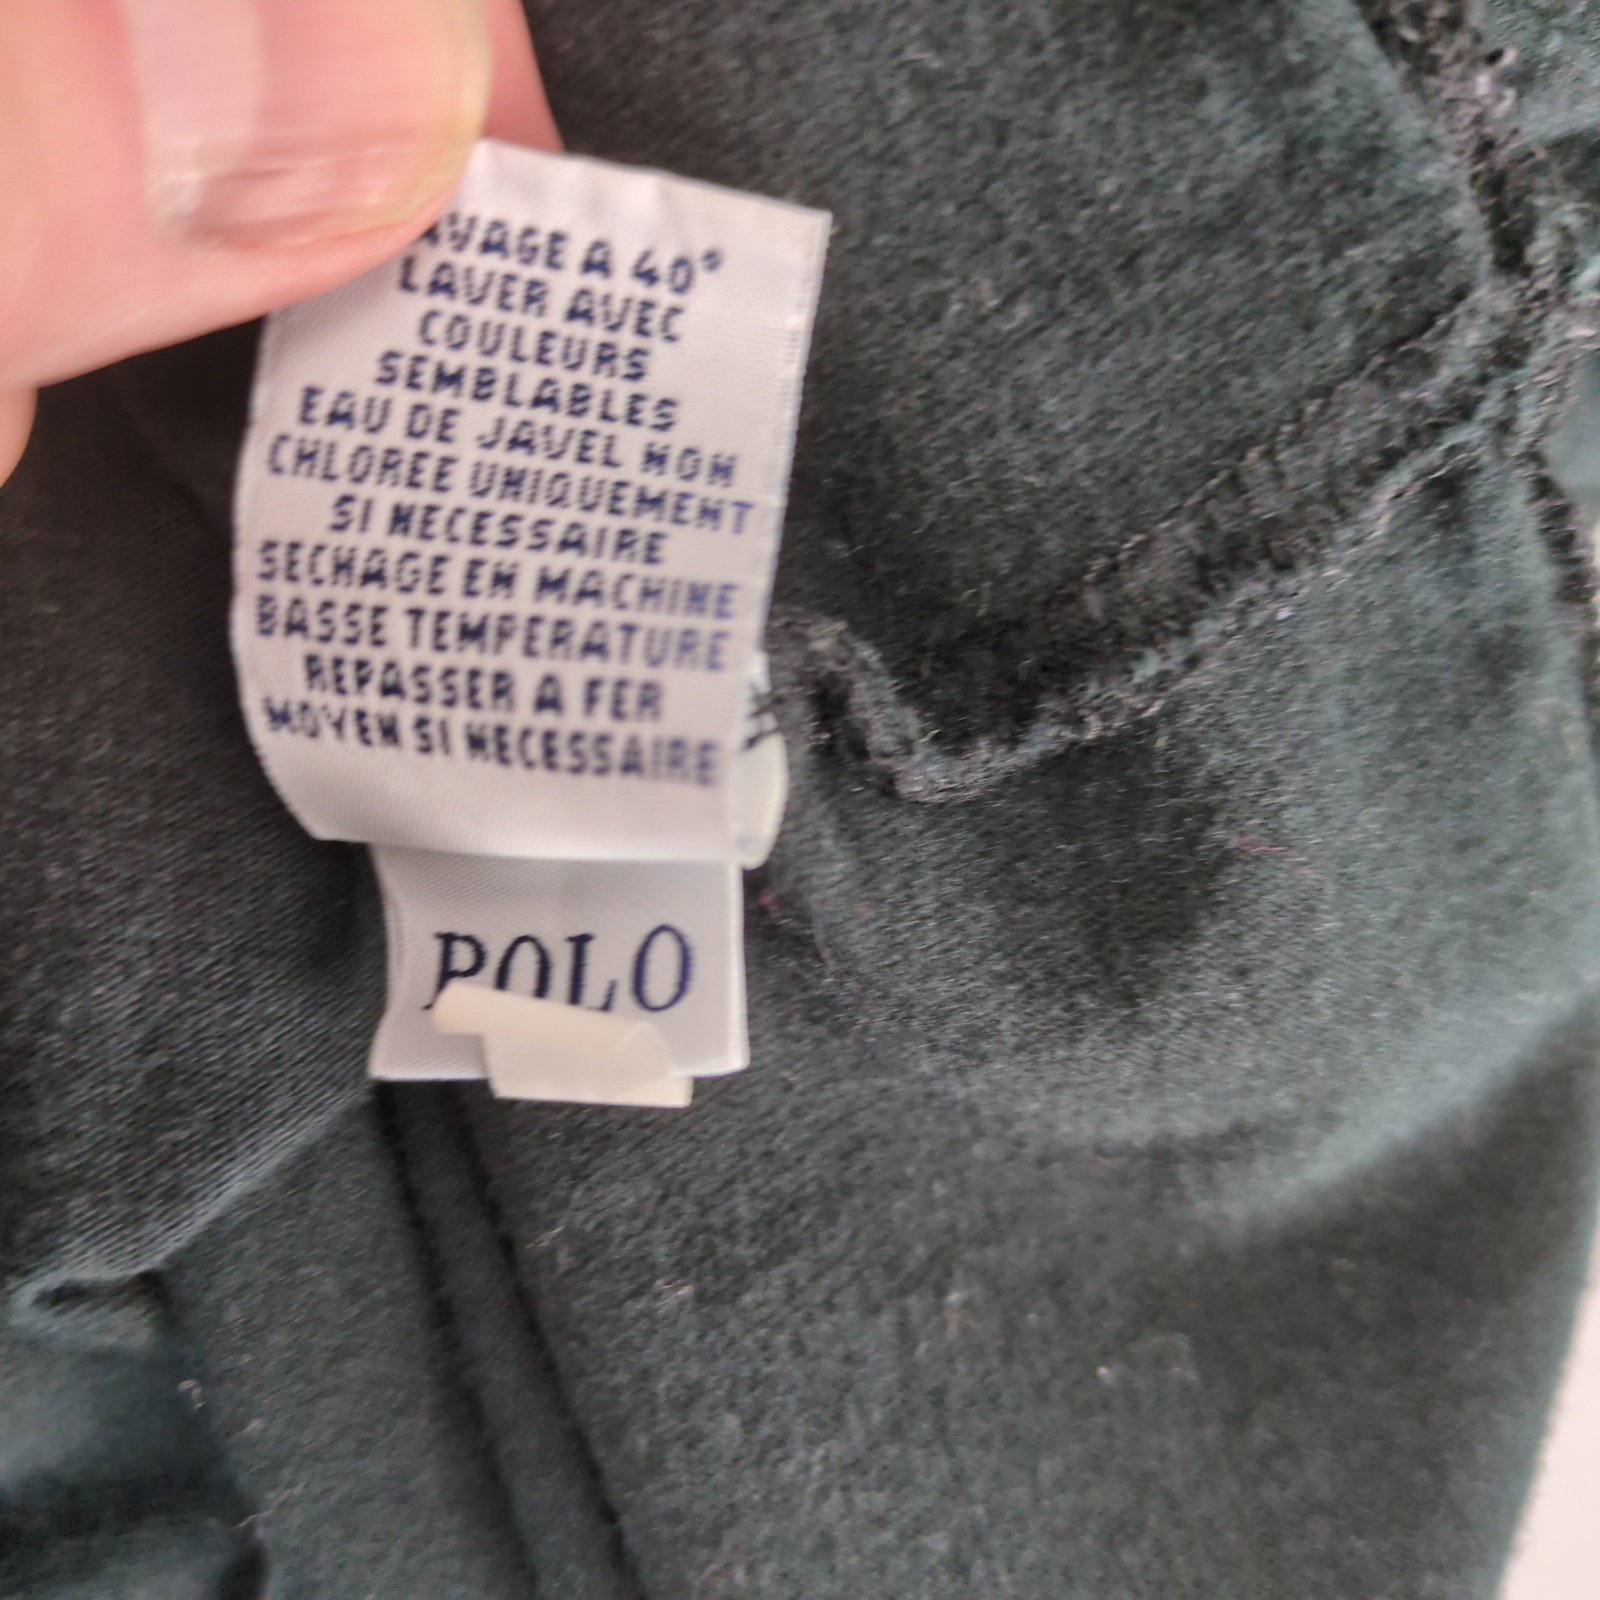 AVAGE A 40°
LAVER AVEC
COULEURS
SEMBLABLES
EAU DE JAVEL NON
CHLOREE UNIQUEMENT
SI NECESSAIRE
SECHAGE EN MACHINE
BASSE TEMPERATURE
REPASSER A FER
MOYEN SI NECESSAIRE
POLO